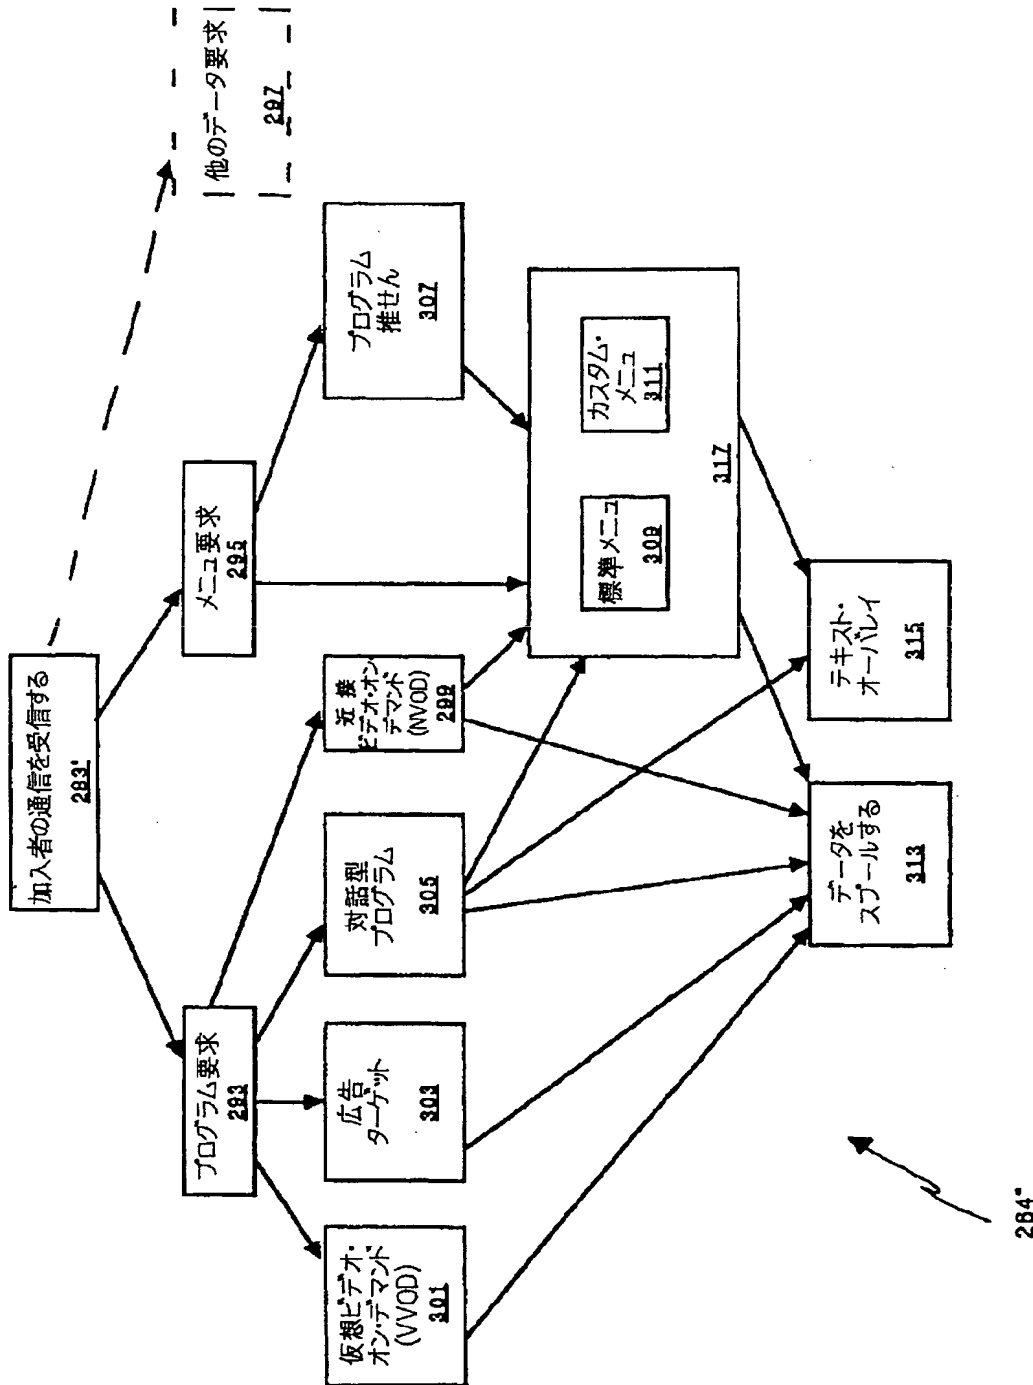 加入者の通信を受信する
283'
プログラム要求
293
メニュ要求
295
他のデータ要求
297
仮想ビデオ・
オン・デマンド
(VVOD)
301
広告
ターゲット
303
対話型
プログラム
305
近接
ビデオ・オン・
デマンド
(NVOD)
299
プログラム
推せん
307
標準メニュ
309
カスタム・
メニュ
311
317
データを
スプールする
313
テキスト・
オーバレイ
315
284"